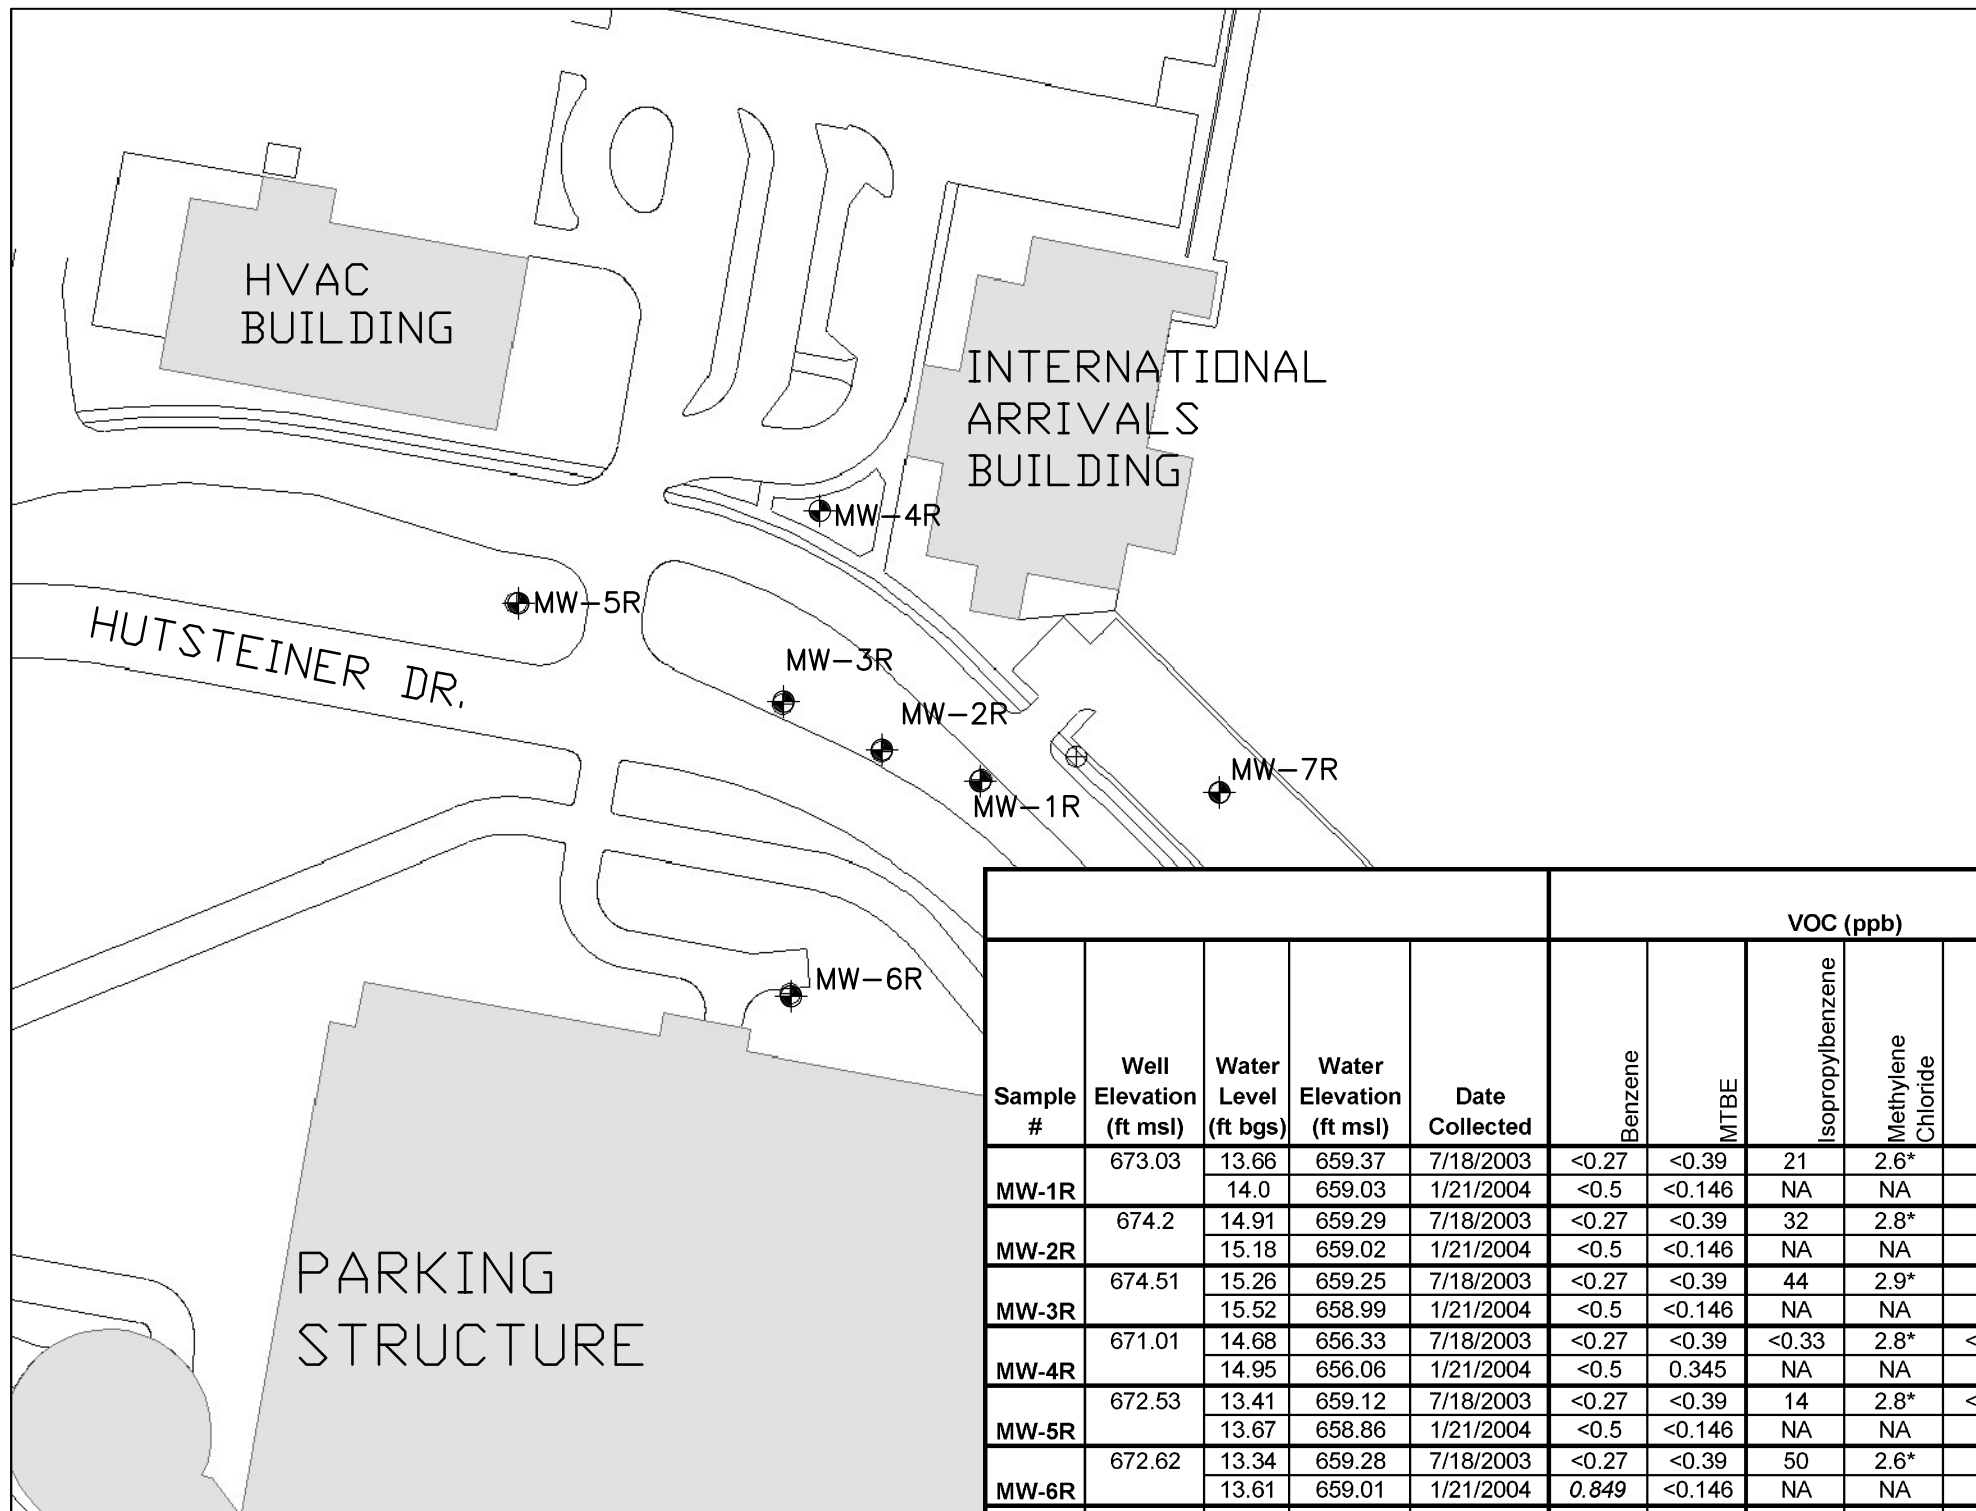 HVAC
BUILDING
INTERNATIONAL
ARRIVALS
BUILDING
MW-4R
MW-5R
HUTSTEINER DR.
MW-3R
MW-2R
MW-7R
MW-1R
MW-6R
PARKING
STRUCTURE
VOC (ppb)
Sample # Well Elevation (ft msl) Water Level (ft bgs) Water Elevation (ft msl) Date Collected Benzene MTBE Isopropylbenzene Methylene Chloride
MW-1R 673.03 13.66 659.37 7/18/2003 <0.27 <0.39 21 2.6*
14.0 659.03 1/21/2004 <0.5 <0.146 NA NA
MW-2R 674.2 14.91 659.29 7/18/2003 <0.27 <0.39 32 2.8*
15.18 659.02 1/21/2004 <0.5 <0.146 NA NA
MW-3R 674.51 15.26 659.25 7/18/2003 <0.27 <0.39 44 2.9*
15.52 658.99 1/21/2004 <0.5 <0.146 NA NA
MW-4R 671.01 14.68 656.33 7/18/2003 <0.27 <0.39 <0.33 2.8* <
14.95 656.06 1/21/2004 <0.5 0.345 NA NA
MW-5R 672.53 13.41 659.12 7/18/2003 <0.27 <0.39 14 2.8* <
13.67 658.86 1/21/2004 <0.5 <0.146 NA NA
MW-6R 672.62 13.34 659.28 7/18/2003 <0.27 <0.39 50 2.6*
13.61 659.01 1/21/2004 0.849 <0.146 NA NA